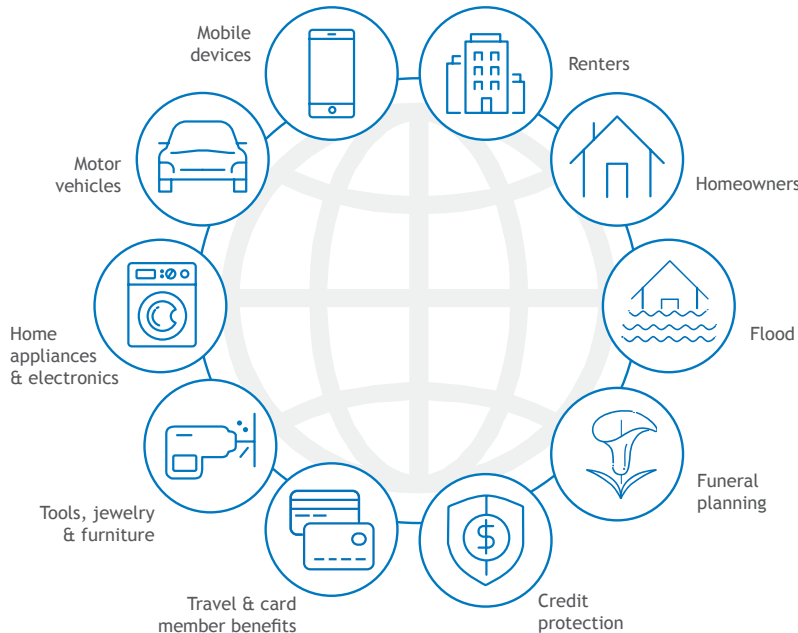 Mobile
devices
Renters
Motor
vehicles
Homeowners
Home
appliances
& electronics
Flood
Tools, jewelry
& furniture
Funeral
planning
Travel & card
member benefits
Credit
protection
$